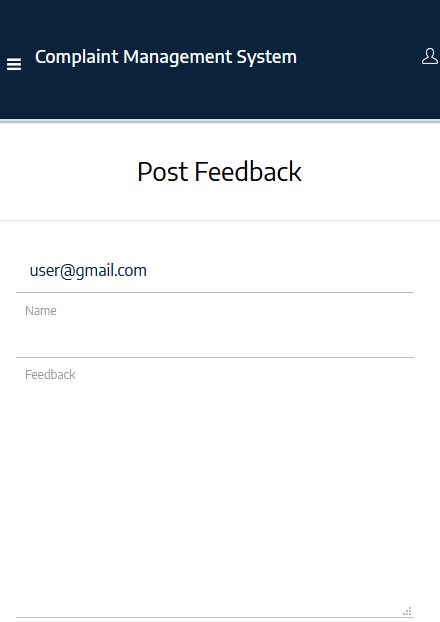 Complaint Management System
Post Feedback
user@gmail.com
Name
Feedback